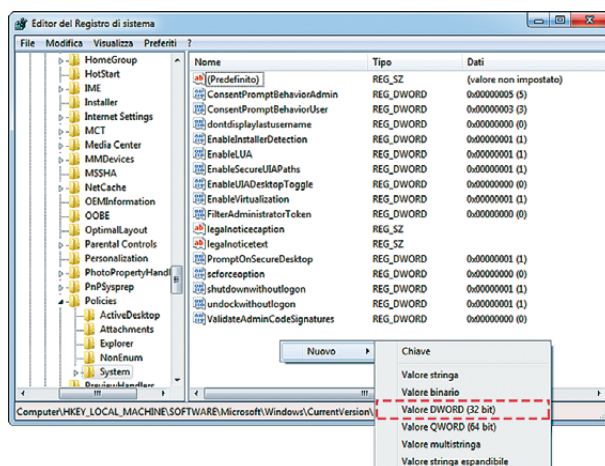 Editor del Registro di sistema
File Modifica Visualizza Preferiti ?
HomeGroup
HotStart
IME
Installer
Internet Settings
MCT
Media Center
MMDevices
MSSHA
NetCache
OEMInformation
OOBE
OptimalLayout
Parental Controls
Personalization
PhotoPropertyHandl
PnPSysprep
Policies
ActiveDesktop
Attachments
Explorer
NonEnum
System
PreviewHandlers
Nome Tipo Dati
(Predefinito) REG_SZ (valore non impostato)
ConsentPromptBehaviorAdmin REG_DWORD 0x00000005 (5)
ConsentPromptBehaviorUser REG_DWORD 0x00000003 (3)
dontdisplaylastusername REG_DWORD 0x00000000 (0)
EnableInstallerDetection REG_DWORD 0x00000001 (1)
EnableLUA REG_DWORD 0x00000001 (1)
EnableSecureUIAPaths REG_DWORD 0x00000001 (1)
EnableUIADesktopToggle REG_DWORD 0x00000000 (0)
EnableVirtualization REG_DWORD 0x00000001 (1)
FilterAdministratorToken REG_DWORD 0x00000000 (0)
legalnoticecaption REG_SZ
legalnoticetext REG_SZ
PromptOnSecureDesktop REG_DWORD 0x00000001 (1)
scforceoption REG_DWORD 0x00000000 (0)
shutdownwithoutlogon REG_DWORD 0x00000001 (1)
undockwithoutlogon REG_DWORD 0x00000001 (1)
ValidateAdminCodeSignatures REG_DWORD 0x00000000 (0)
Nuovo
Chiave
Valore stringa
Valore binario
Valore DWORD (32 bit)
Valore QWORD (64 bit)
Valore multistringa
Valore stringa espandibile
Computer\HKEY_LOCAL_MACHINE\SOFTWARE\Microsoft\Windows\CurrentVersion\